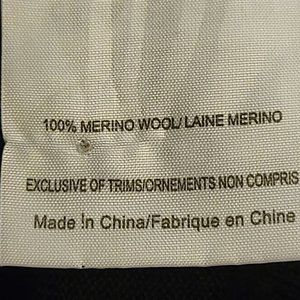 100% MERINO WOOL/ LAINE MERINO
EXCLUSIVE OF TRIMS/ORNEMENTS NON COMPRIS
Made In China/Fabrique en Chine